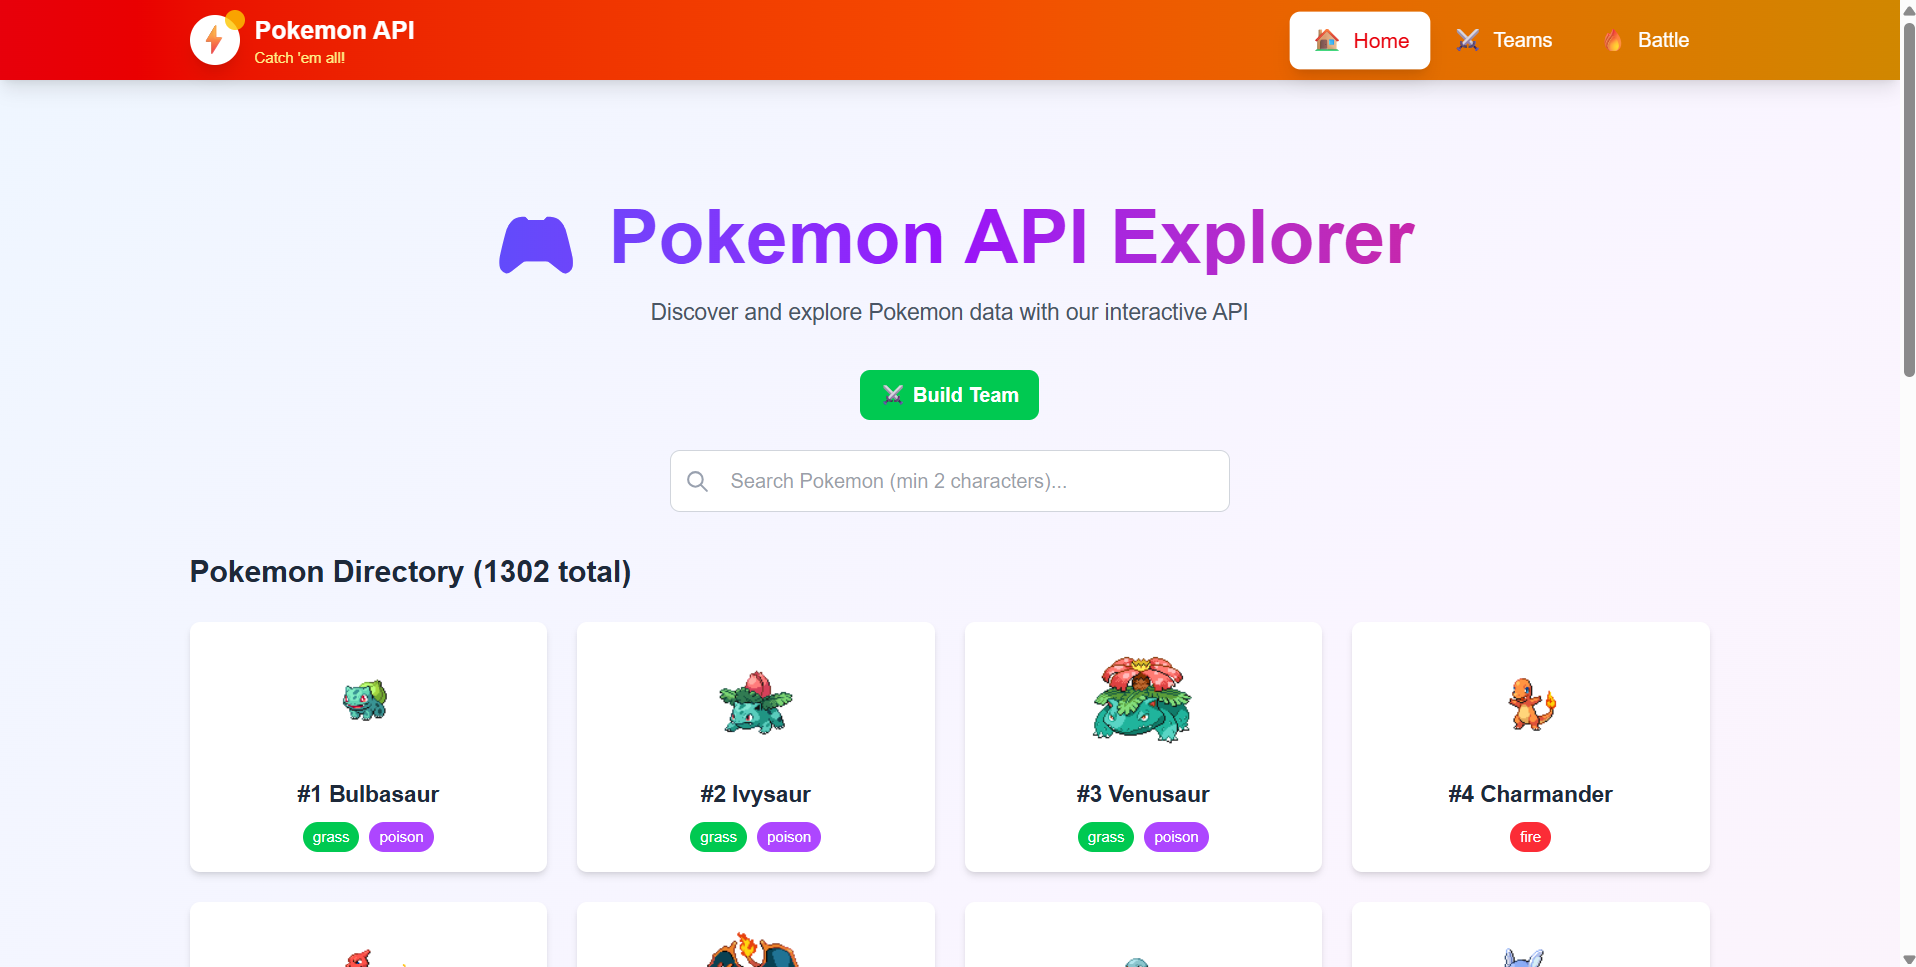 Pokemon API
Catch 'em all!
Home
Teams
Battle
Pokemon API Explorer
Discover and explore Pokemon data with our interactive API
Build Team
Search Pokemon (min 2 characters)...
Pokemon Directory (1302 total)
#1 Bulbasaur
grass poison
#2 Ivysaur
grass poison
#3 Venusaur
grass poison
#4 Charmander
fire